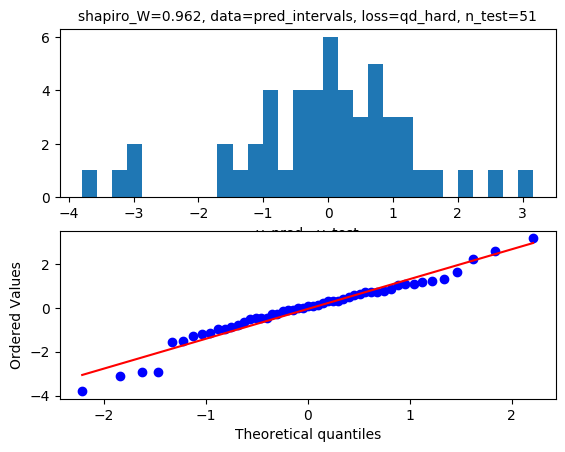 shapiro_W=0.962, data=pred_intervals, loss=qd_hard, n_test=51
6
4
2
0
−4 −3 −2 −1 0 1 2 3
2
0
−2
−4
Ordered Values
−2 −1 0 1 2
Theoretical quantiles